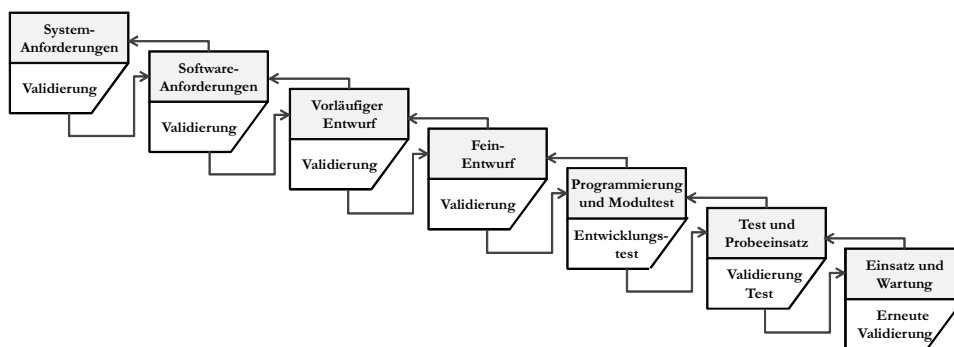 System-
Anforderungen
Validierung
Software-
Anforderungen
Validierung
Vorläufiger
Entwurf
Validierung
Fein-
Entwurf
Validierung
Programmierung
und Modultest
Entwicklungs-
test
Test und
Probeeinsatz
Validierung
Test
Einsatz und
Wartung
Erneute
Validierung